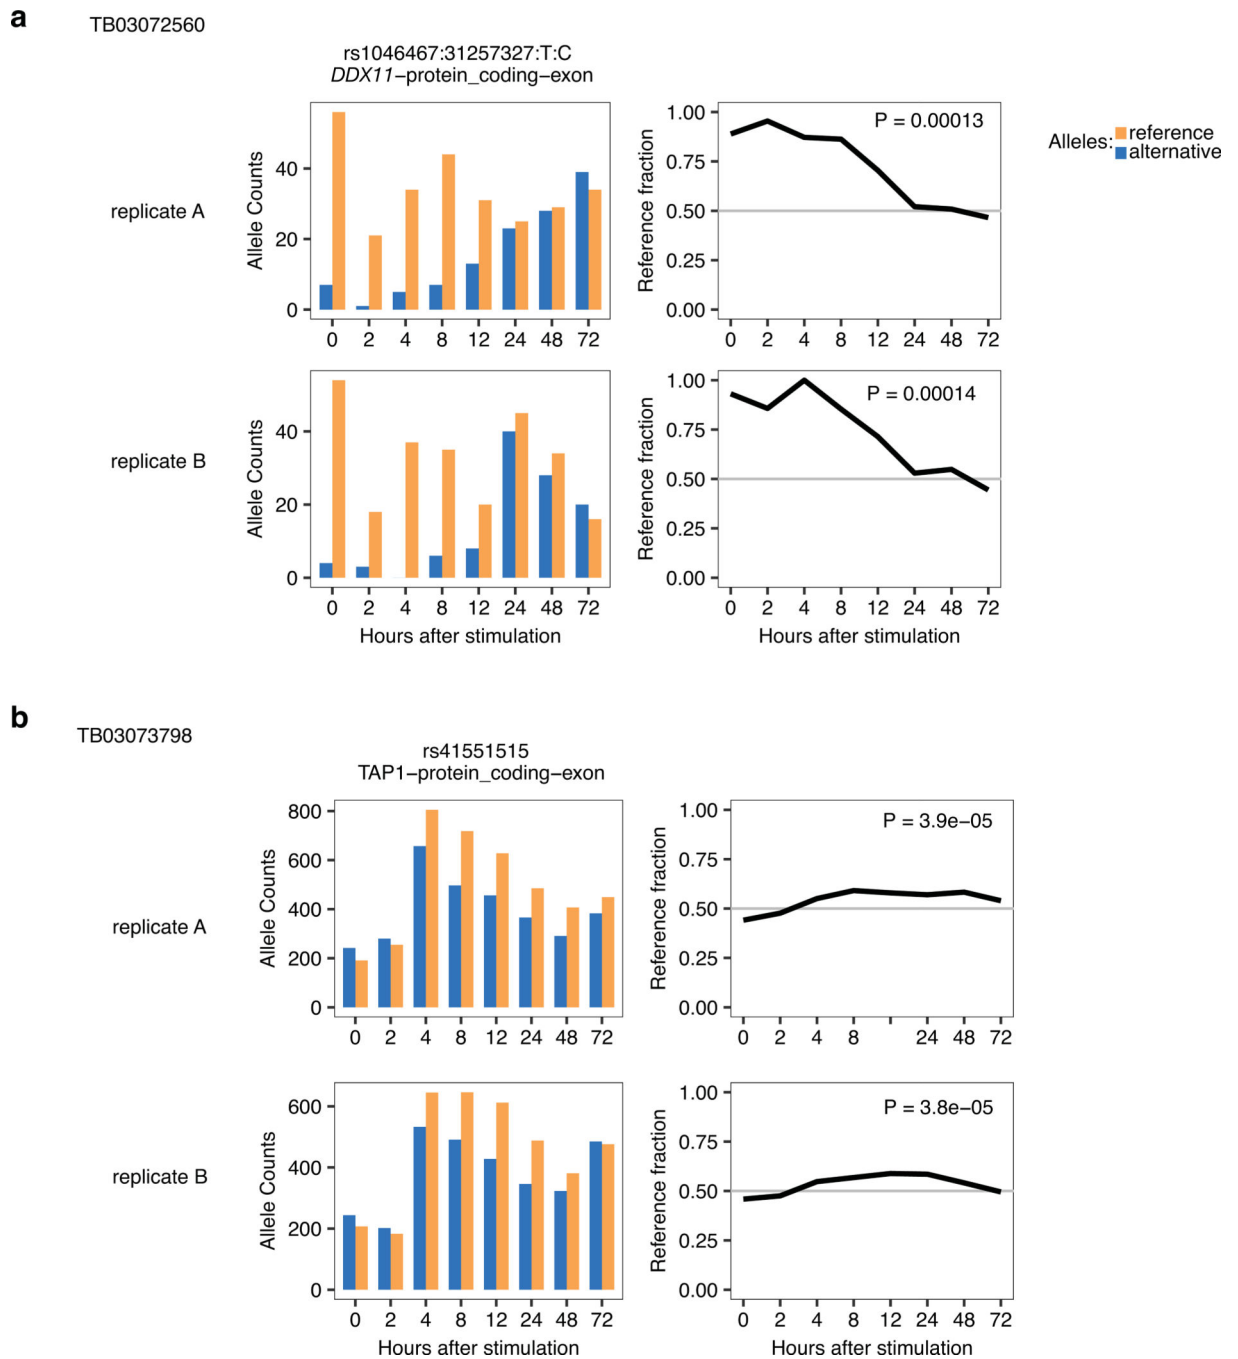 a
TB03072560
rs1046467:31257327:T:C
DDX11−protein_coding−exon
Alleles: reference
alternative
replicate A
Allele Counts
40
20
0
0 2 4 8 12 24 48 72
Reference fraction
1.00
0.75
0.50
0.25
0.00
P = 0.00013
0 2 4 8 12 24 48 72
replicate B
Allele Counts
40
20
0
0 2 4 8 12 24 48 72
Hours after stimulation
Reference fraction
1.00
0.75
0.50
0.25
0.00
P = 0.00014
0 2 4 8 12 24 48 72
Hours after stimulation
b
TB03073798
rs41551515
TAP1−protein_coding−exon
replicate A
Allele Counts
800
600
400
200
0
0 2 4 8 12 24 48 72
Reference fraction
1.00
0.75
0.50
0.25
0.00
P = 3.9e−05
0 2 4 8 24 48 72
replicate B
Allele Counts
600
400
200
0
0 2 4 8 12 24 48 72
Hours after stimulation
Reference fraction
1.00
0.75
0.50
0.25
0.00
P = 3.8e−05
0 2 4 8 12 24 48 72
Hours after stimulation